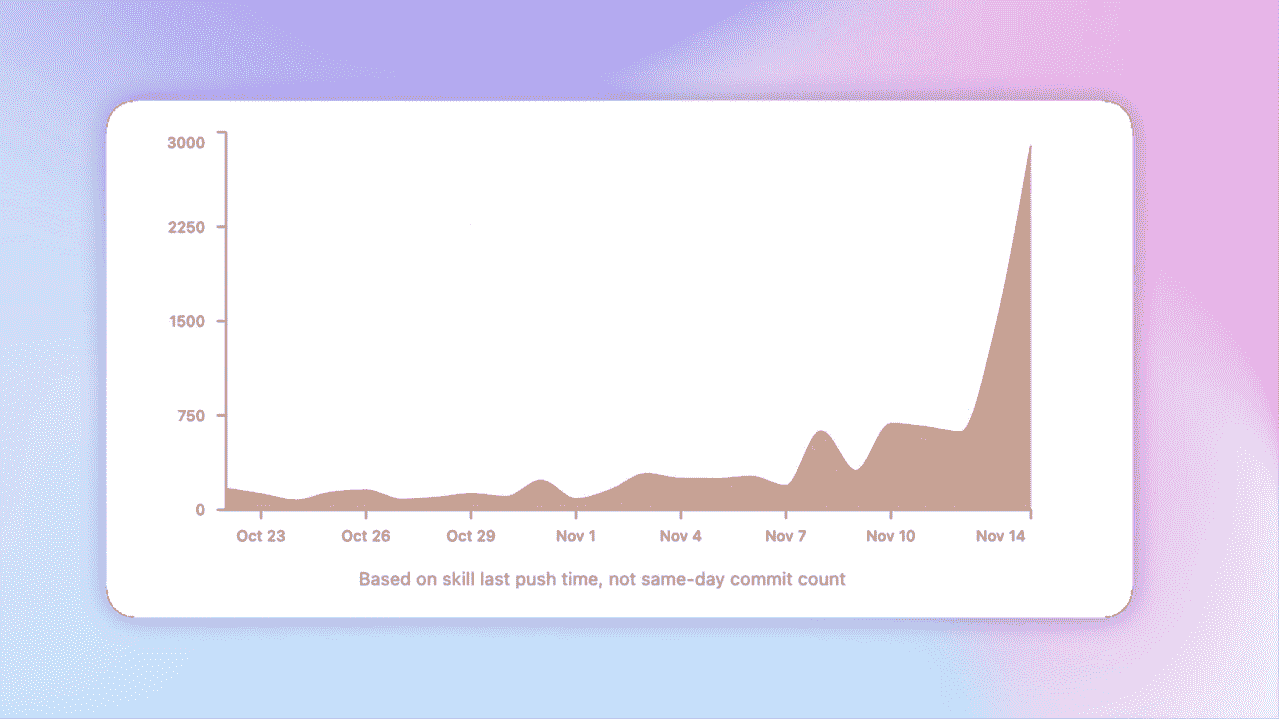 3000
2250
1500
750
0
Oct 23 Oct 26 Oct 29 Nov 1 Nov 4 Nov 7 Nov 10 Nov 14
Based on skill last push time, not same-day commit count